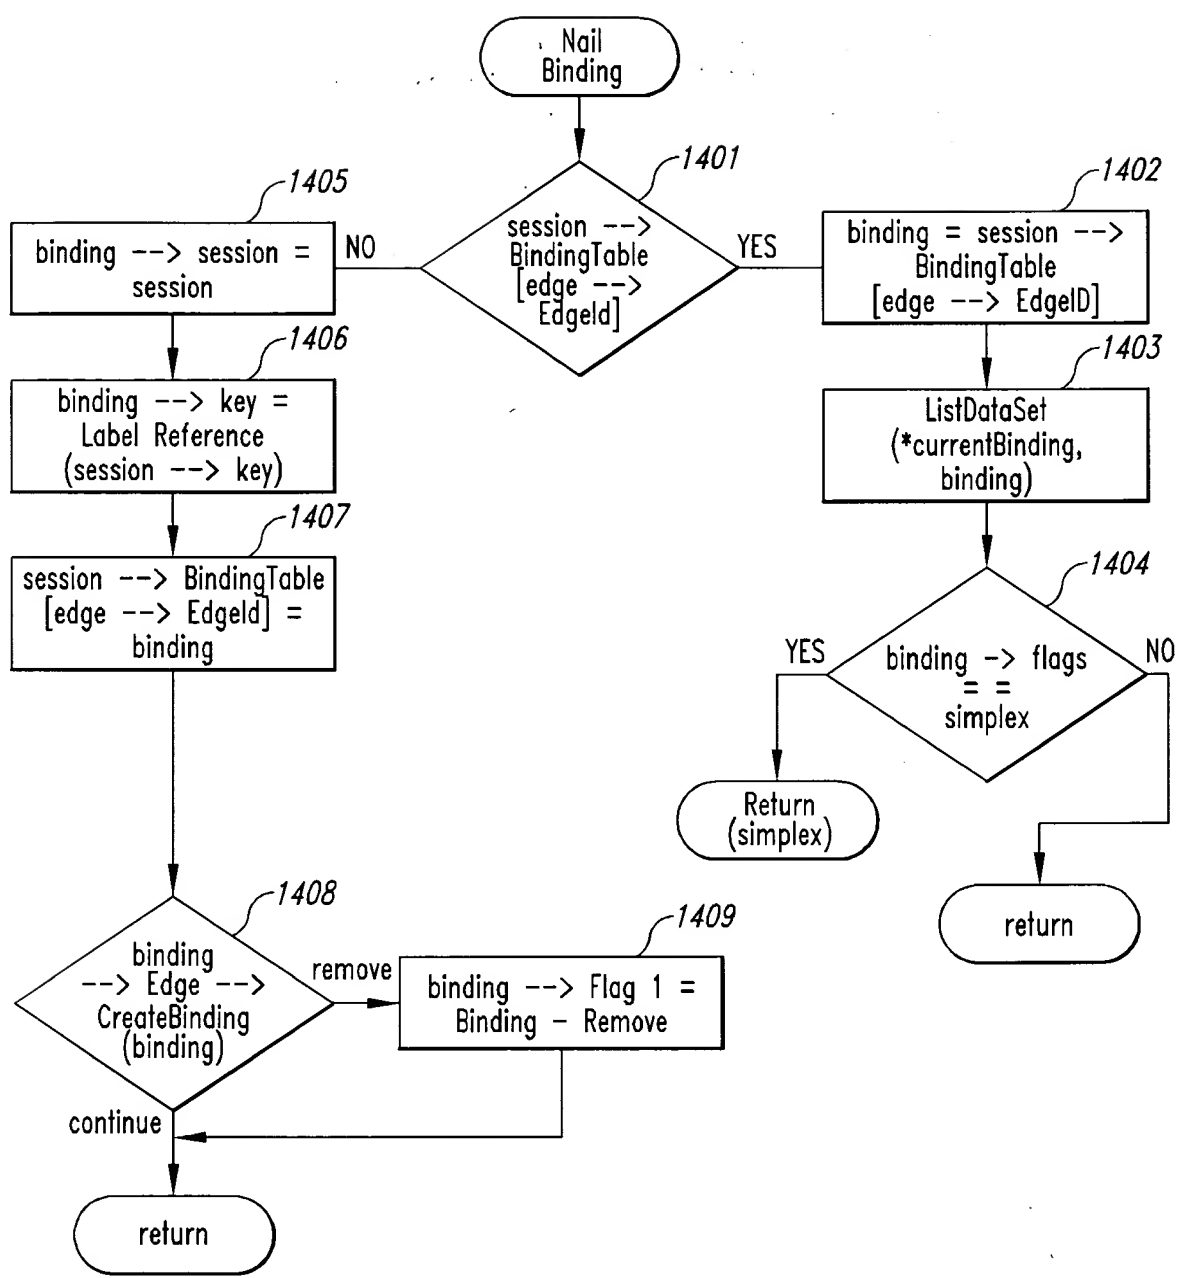 Nail
Binding
1401
session -->
BindingTable
[edge -->
EdgeId]
NO
YES
1405
binding --> session =
session
1406
binding --> key =
Label Reference
(session --> key)
1407
session --> BindingTable
[edge --> EdgeId] =
binding
1408
binding
--> Edge -->
CreateBinding
(binding)
remove
continue
1409
binding --> Flag 1 =
Binding - Remove
return
1402
binding = session -->
BindingTable
[edge --> EdgeID]
1403
ListDataSet
(*currentBinding,
binding)
1404
binding -> flags
= =
simplex
YES
NO
Return
(simplex)
return